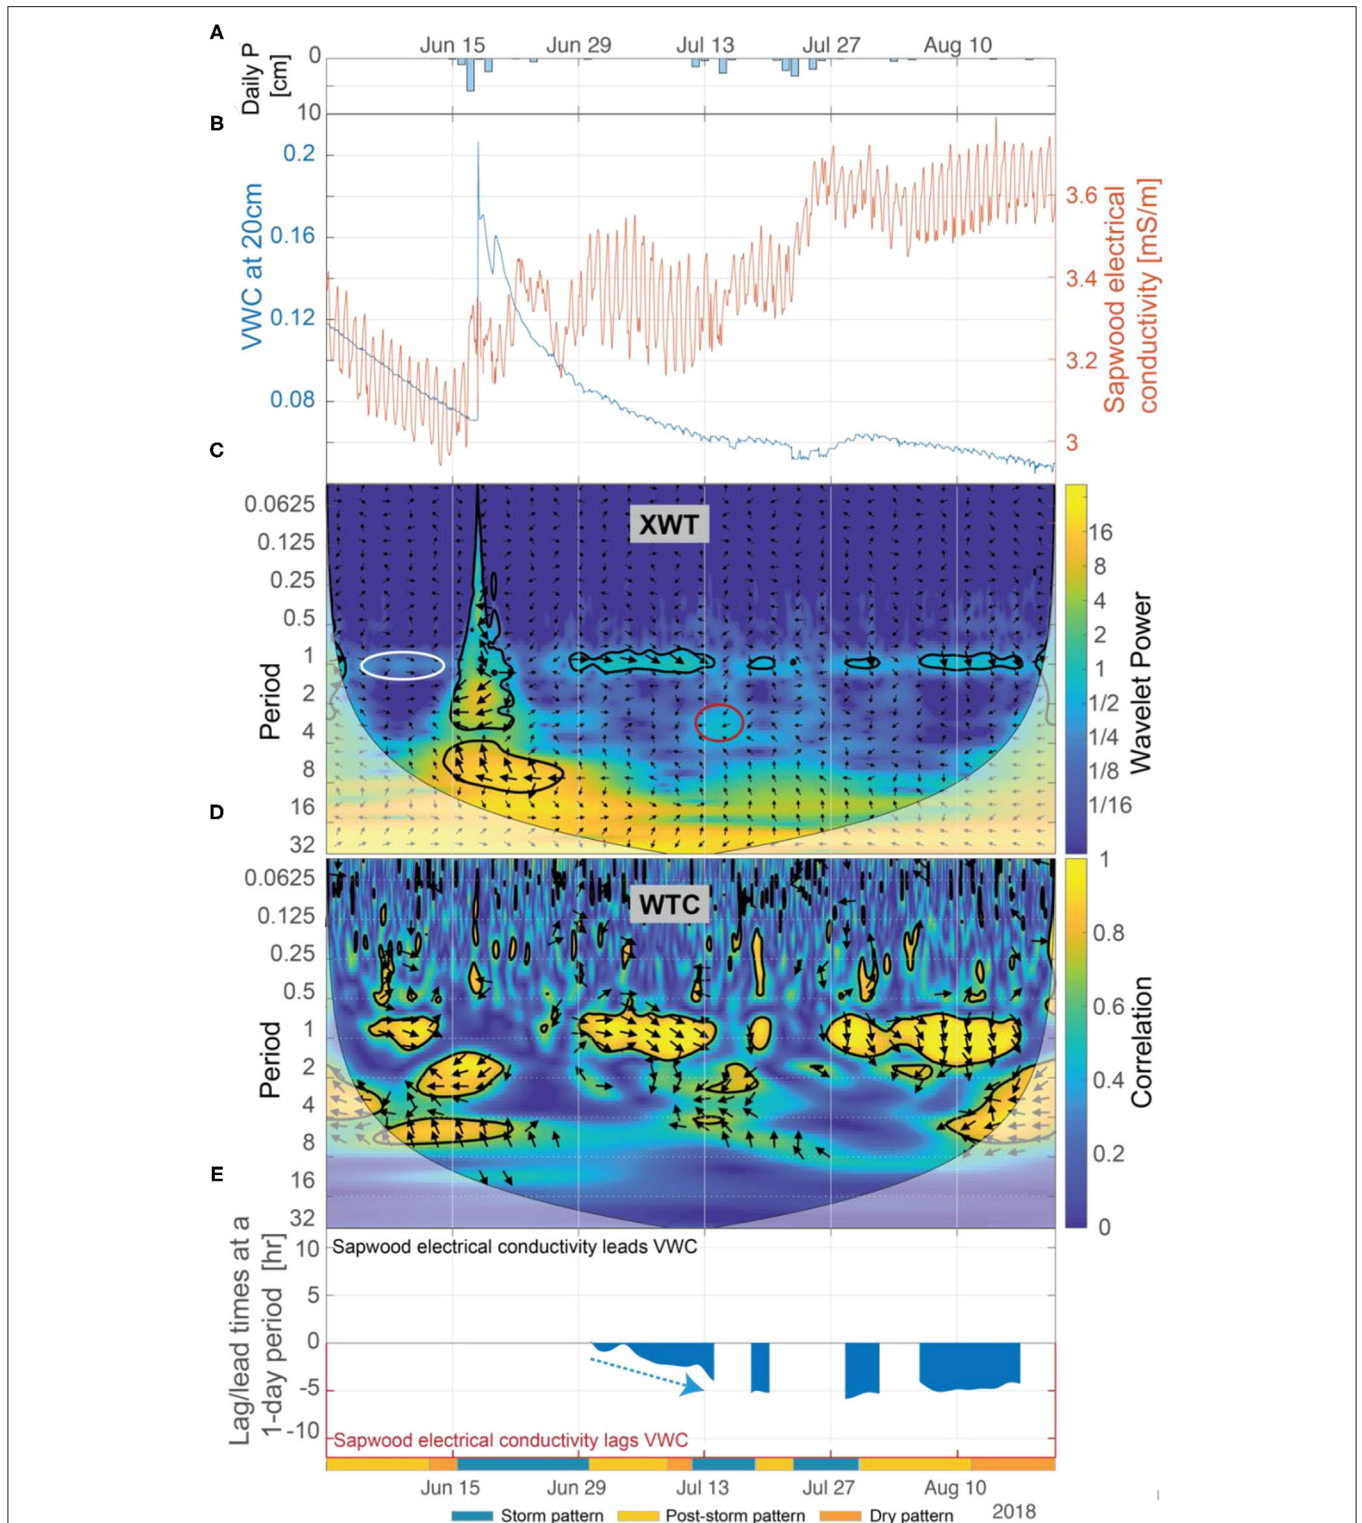 A
Daily P
[cm]
Jun 15 Jun 29 Jul 13 Jul 27 Aug 10
0
10
B
VWC at 20cm
0.2
0.16
0.12
0.08
Sapwood electrical
conductivity [mS/m]
3.6
3.4
3.2
3
C
XWT
Period
0.0625
0.125
0.25
0.5
1
2
4
8
16
32
Wavelet Power
16
8
4
2
1
1/2
1/4
1/8
1/16
D
WTC
Period
0.0625
0.125
0.25
0.5
1
2
4
8
16
32
Correlation
1
0.8
0.6
0.4
0.2
0
E
Lag/lead times at a
1-day period [hr]
10
5
0
-5
-10
Sapwood electrical conductivity leads VWC
Sapwood electrical conductivity lags VWC
Jun 15 Jun 29 Jul 13 Jul 27 Aug 10
2018
Storm pattern Post-storm pattern Dry pattern